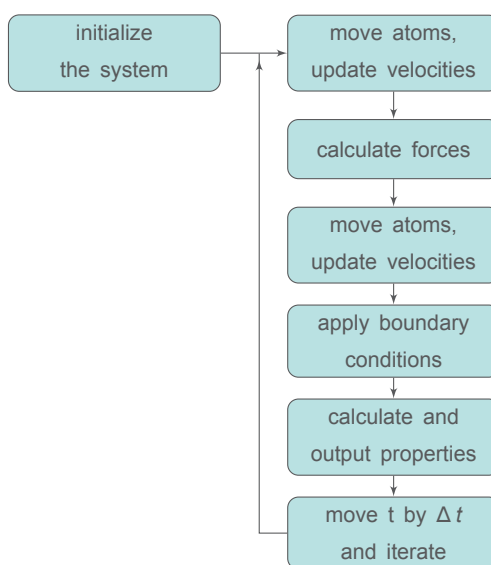 initialize
the system
move atoms,
update velocities
calculate forces
move atoms,
update velocities
apply boundary
conditions
calculate and
output properties
move t by Δ t
and iterate